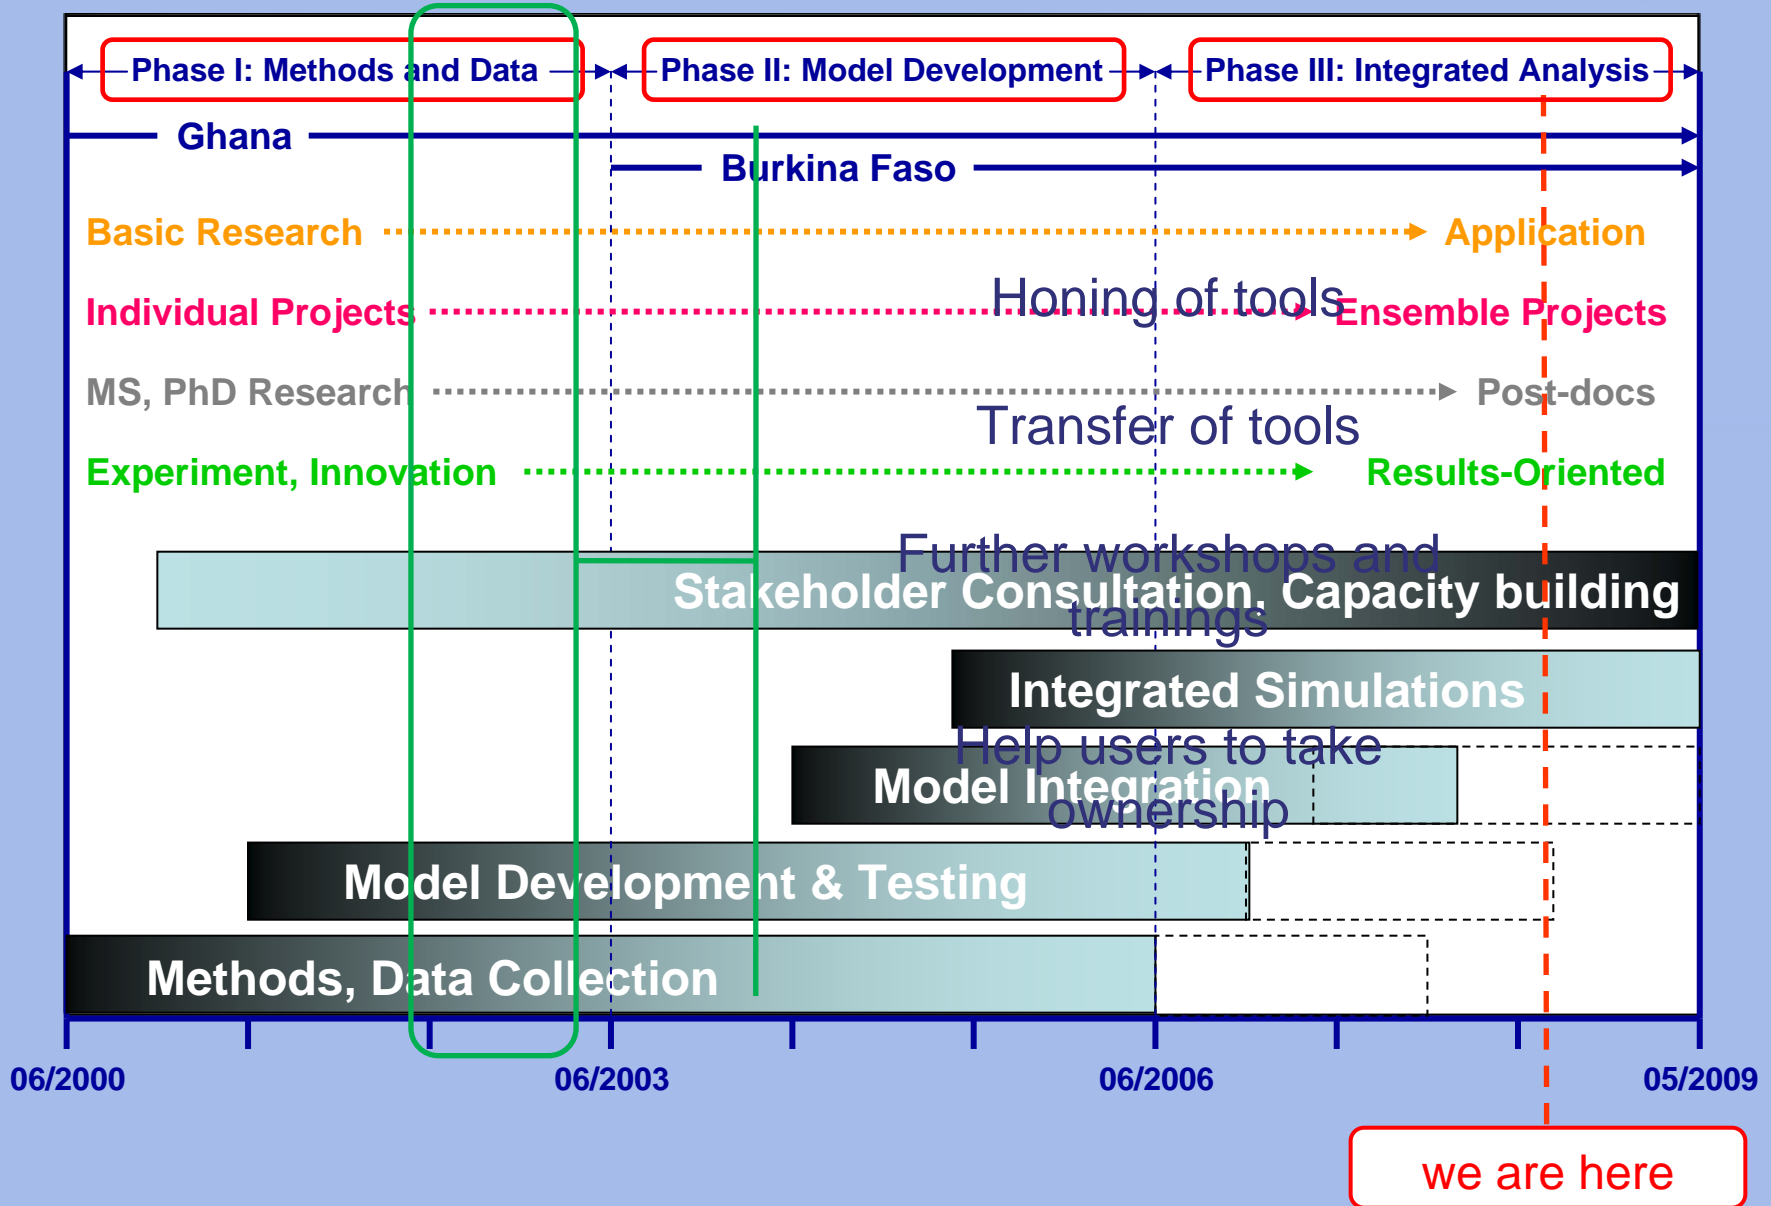 Phase I: Methods and Data
Phase II: Model Development
Phase III: Integrated Analysis
Ghana
Burkina Faso
Basic Research
Application
Honing of tools
Individual Projects
Ensemble Projects
MS, PhD Research
Post-docs
Transfer of tools
Experiment, Innovation
Results-Oriented
Further workshops and
trainings
Stakeholder Consultation, Capacity building
Integrated Simulations
Help users to take
ownership
Model Integration
Model Development & Testing
Methods, Data Collection
06/2000
06/2003
06/2006
05/2009
we are here